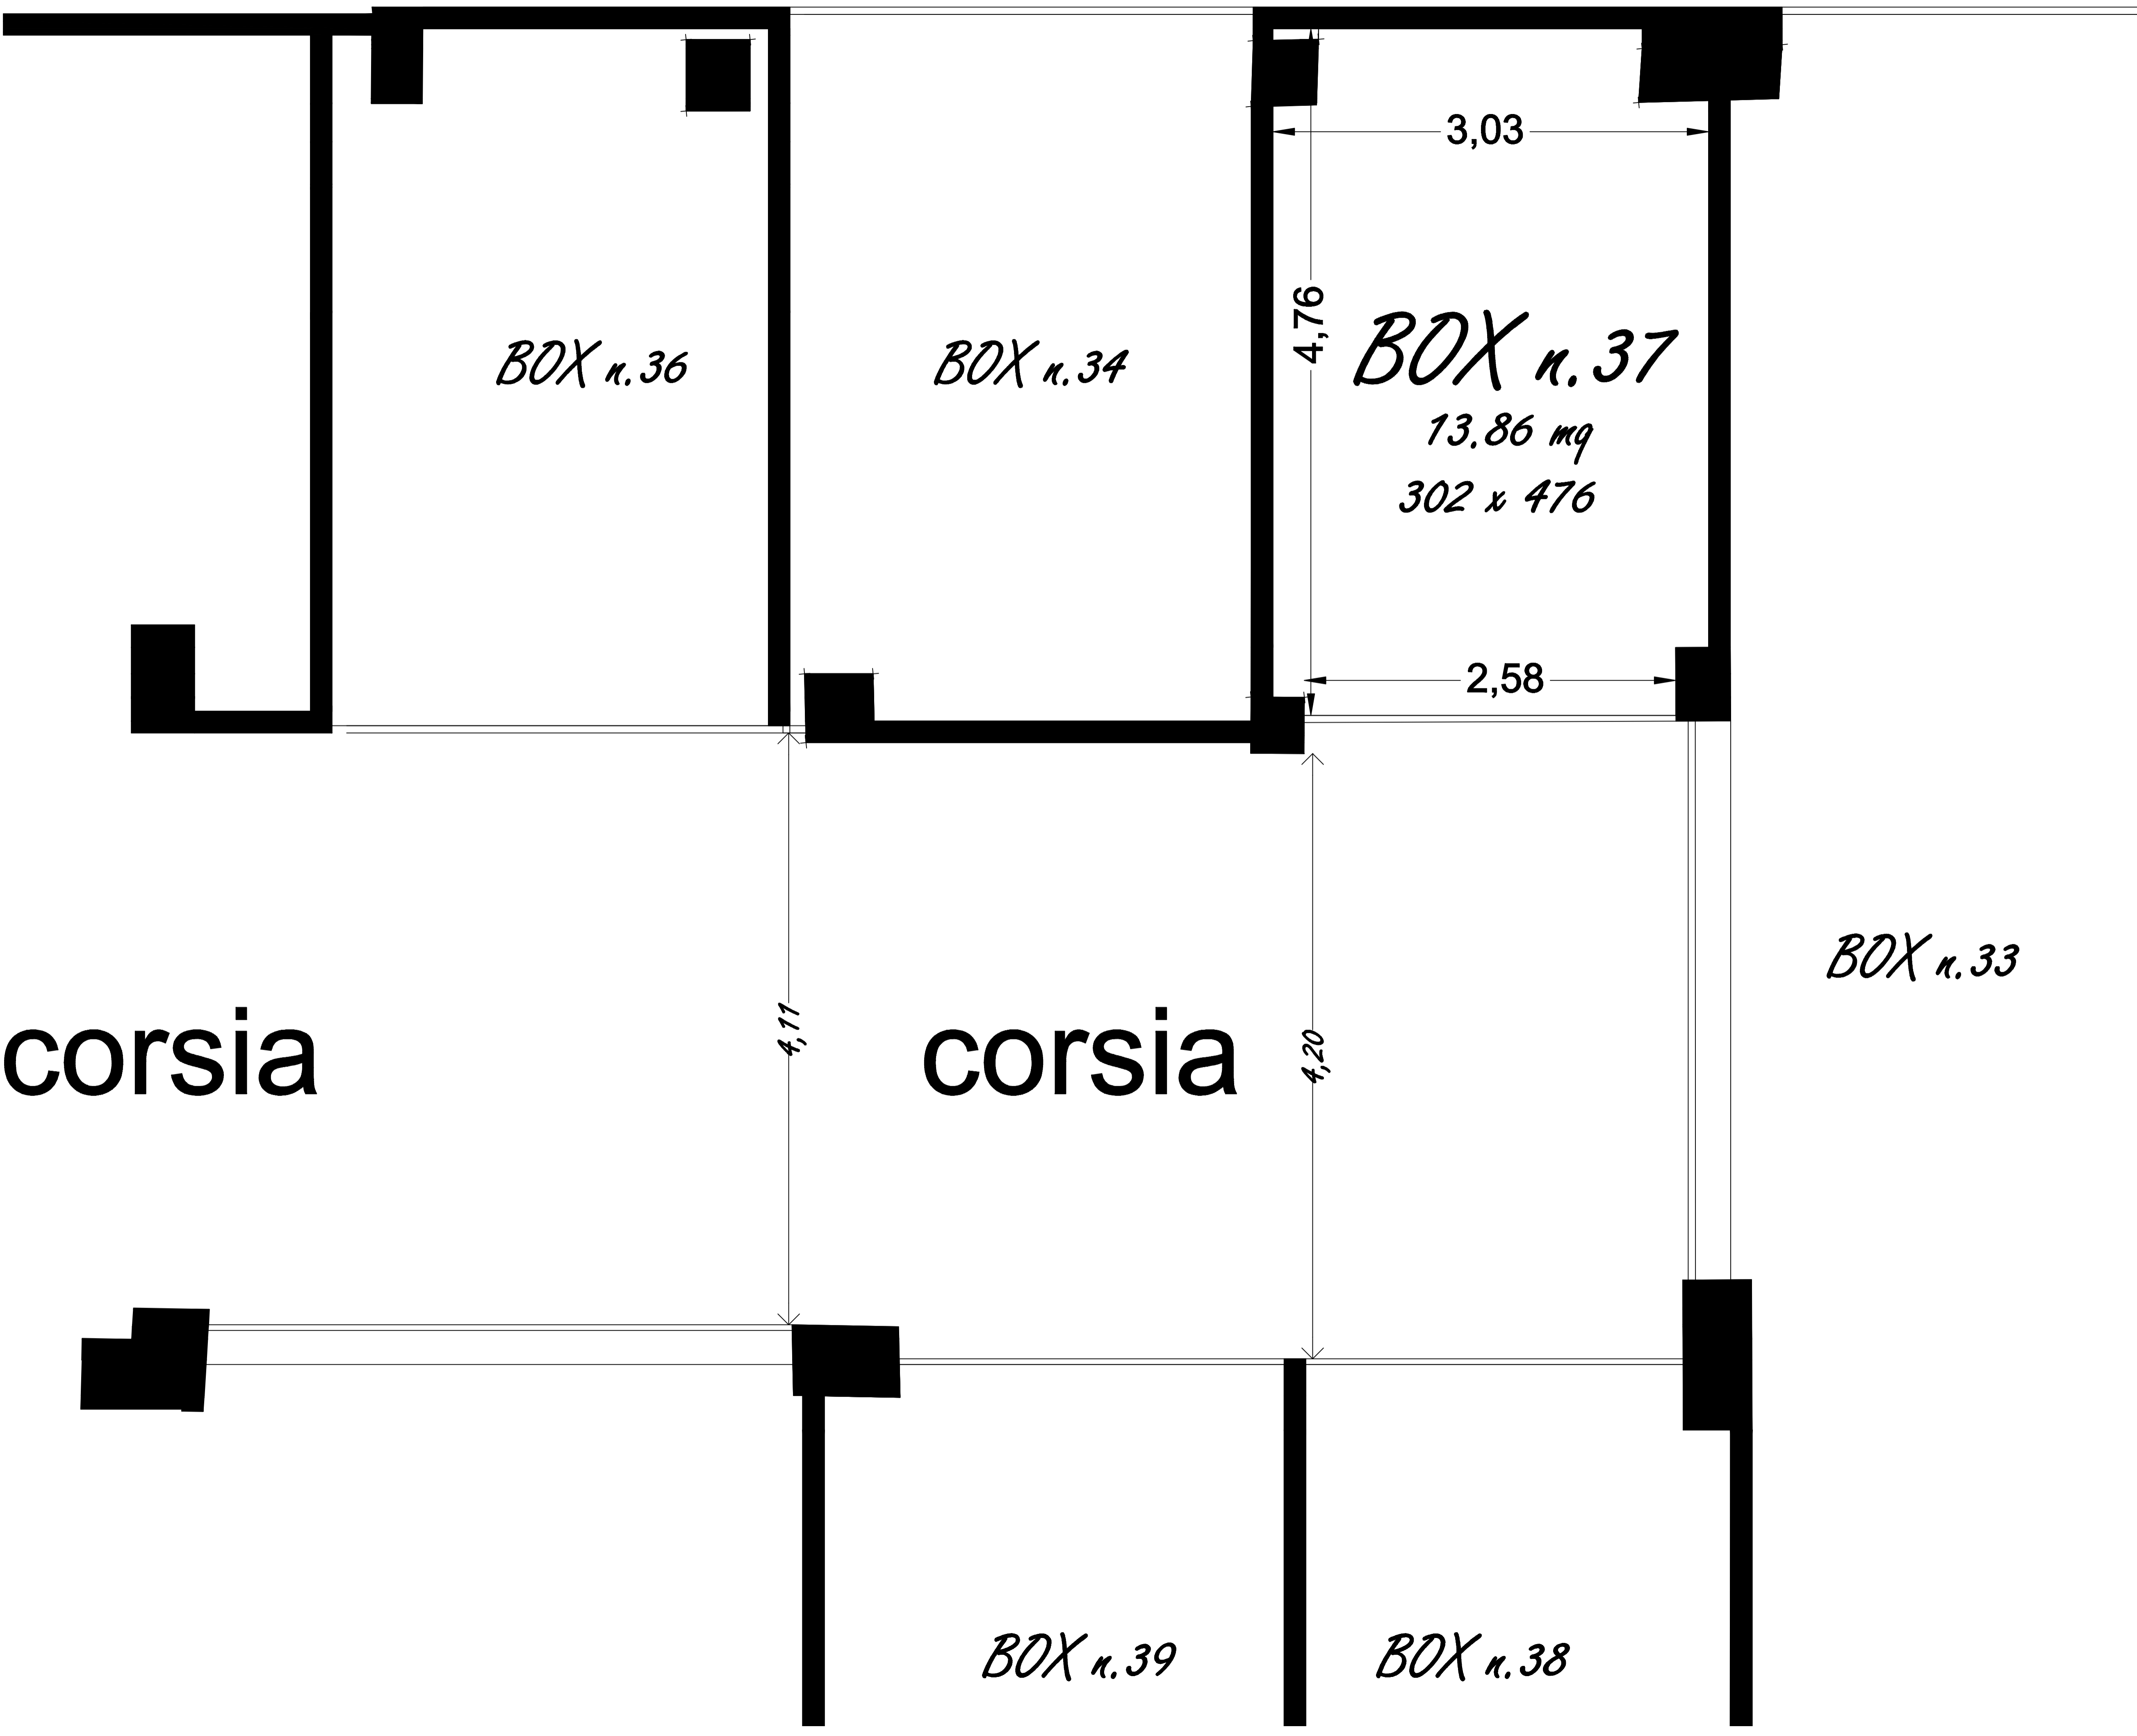 3,03
4,76
BOX n.36
BOX n.34
BOX n.37
13.86 mq
302 x 476
2,58
BOX n.33
corsia
4,11
corsia
4,20
BOX n.39
BOX n.38